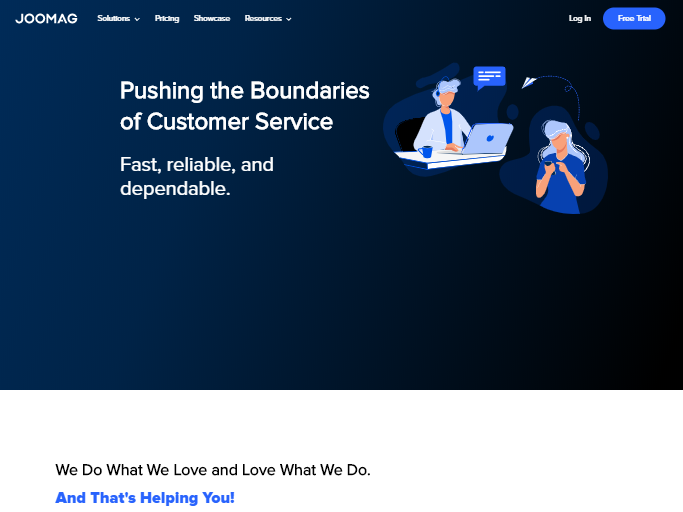 JOOMAG
Solutions
Pricing
Showcase
Resources
Log In
Free Trial
Pushing the Boundaries
of Customer Service
Fast, reliable, and
dependable.
We Do What We Love and Love What We Do.
And That's Helping You!